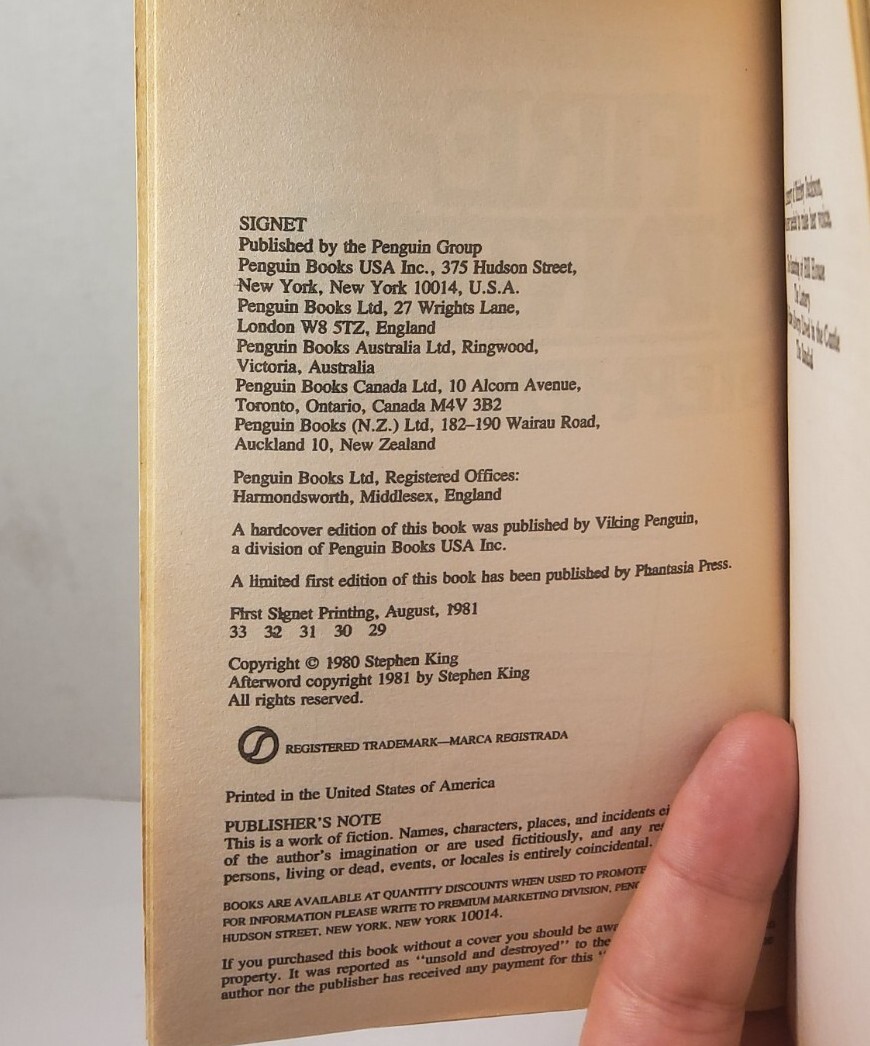 SIGNET
Published by the Penguin Group
Penguin Books USA Inc., 375 Hudson Street,
New York, New York 10014, U.S.A.
Penguin Books Ltd, 27 Wrights Lane,
London W8 5TZ, England
Penguin Books Australia Ltd, Ringwood,
Victoria, Australia
Penguin Books Canada Ltd, 10 Alcorn Avenue,
Toronto, Ontario, Canada M4V 3B2
Penguin Books (N.Z.) Ltd, 182–190 Wairau Road,
Auckland 10, New Zealand
Penguin Books Ltd, Registered Offices:
Harmondsworth, Middlesex, England
A hardcover edition of this book was published by Viking Penguin,
a division of Penguin Books USA Inc.
A limited first edition of this book has been published by Phantasia Press.
First Signet Printing, August, 1981
33 32 31 30 29
Copyright © 1980 Stephen King
Afterword copyright 1981 by Stephen King
All rights reserved.
REGISTERED TRADEMARK—MARCA REGISTRADA
Printed in the United States of America
PUBLISHER'S NOTE
This is a work of fiction. Names, characters, places, and incidents
of the author's imagination or are used fictitiously, and any
persons, living or dead, events, or locales is entirely coincidental.
BOOKS ARE AVAILABLE AT QUANTITY DISCOUNTS WHEN USED TO PROMOTE
FOR INFORMATION PLEASE WRITE TO PREMIUM MARKETING DIVISION,
HUDSON STREET, NEW YORK, NEW YORK 10014.
If you purchased this book without a cover you should be
property. It was reported as "unsold and destroyed" to the
author nor the publisher has received any payment for this "